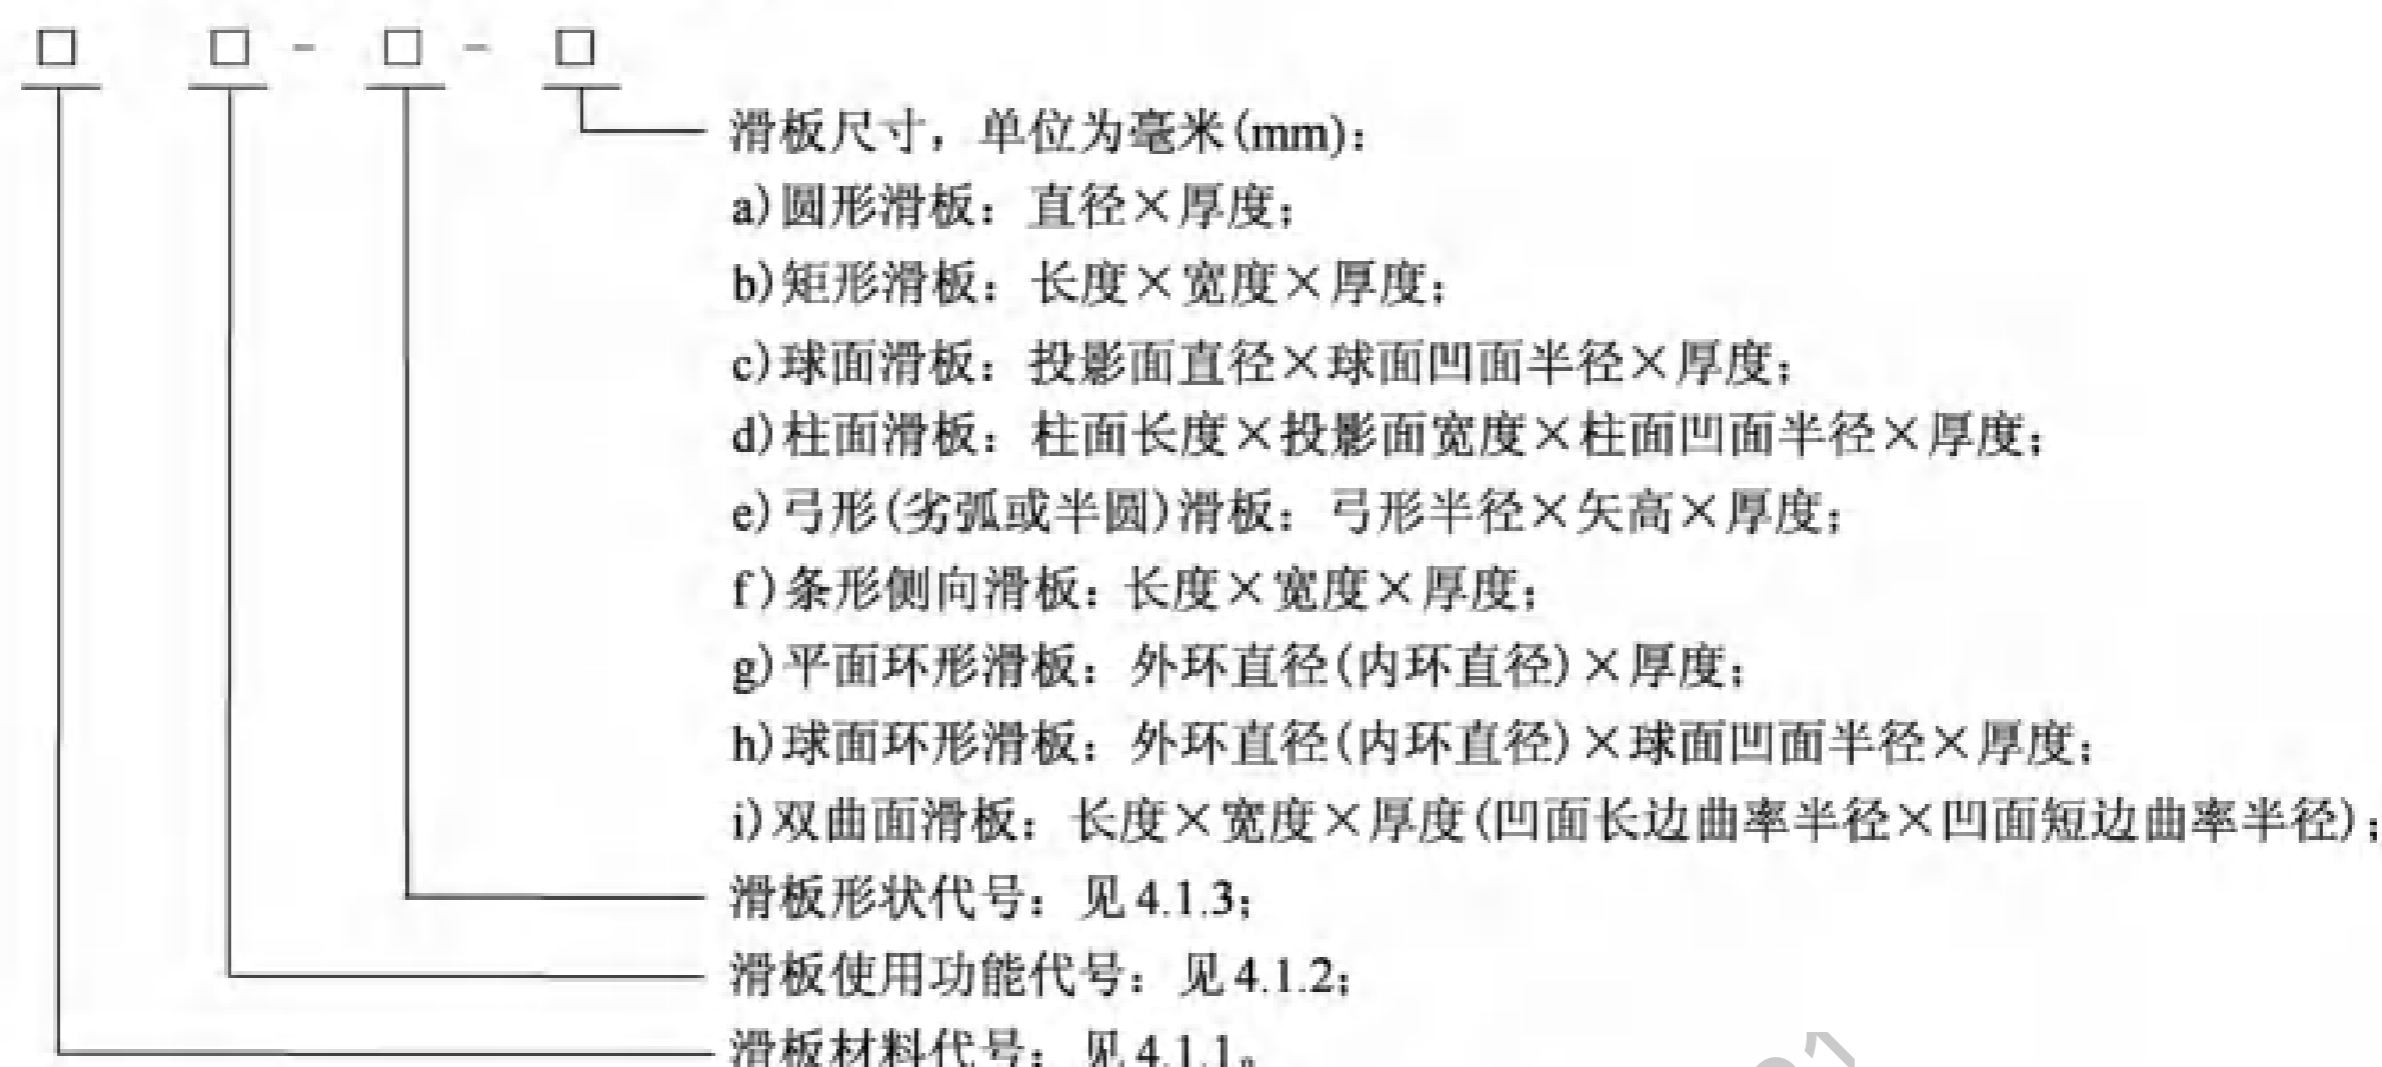 □ □-□-□
滑板尺寸，单位为毫米(mm)：
a)圆形滑板：直径×厚度；
b)矩形滑板：长度×宽度×厚度；
c)球面滑板：投影面直径×球面凹面半径×厚度；
d)柱面滑板：柱面长度×投影面宽度×柱面凹面半径×厚度；
e)弓形(劣弧或半圆)滑板：弓形半径×矢高×厚度；
f)条形侧向滑板：长度×宽度×厚度；
g)平面环形滑板：外环直径(内环直径)×厚度；
h)球面环形滑板：外环直径(内环直径)×球面凹面半径×厚度；
i)双曲面滑板：长度×宽度×厚度(凹面长边曲率半径×凹面短边曲率半径)；
滑板形状代号：见4.1.3；
滑板使用功能代号：见4.1.2；
滑板材料代号：见4.1.1。